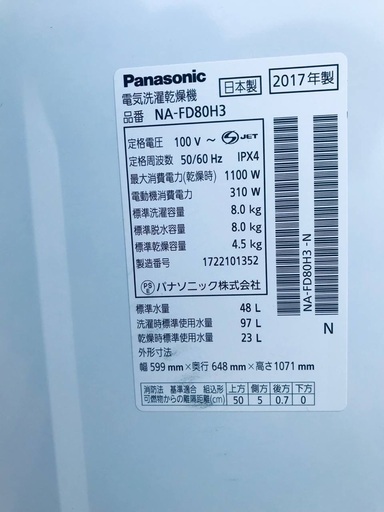 Panasonic 日本製 2017年製
電気洗濯乾燥機
品番 NA-FD80H3
定格電圧 100 V ～ S JET
定格周波数 50/60 Hz IPX4
最大消費電力(乾燥時) 1100 W
電動機消費電力 310 W
標準洗濯容量 8.0 kg
標準脱水容量 8.0 kg
標準乾燥容量 4.5 kg
製造番号 1722101352
PS E パナソニック株式会社
標準水量 48 L
洗濯時標準使用水量 97 L
乾燥時標準使用水量 23 L
外形寸法
幅 599 mm×奥行 648 mm×高さ1071 mm
消防法 基準適合 組込形 上方 側方 後方 下方
可燃物からの離隔距離(cm) 50 5 0.7 0
NA-FD80H3 -N
N